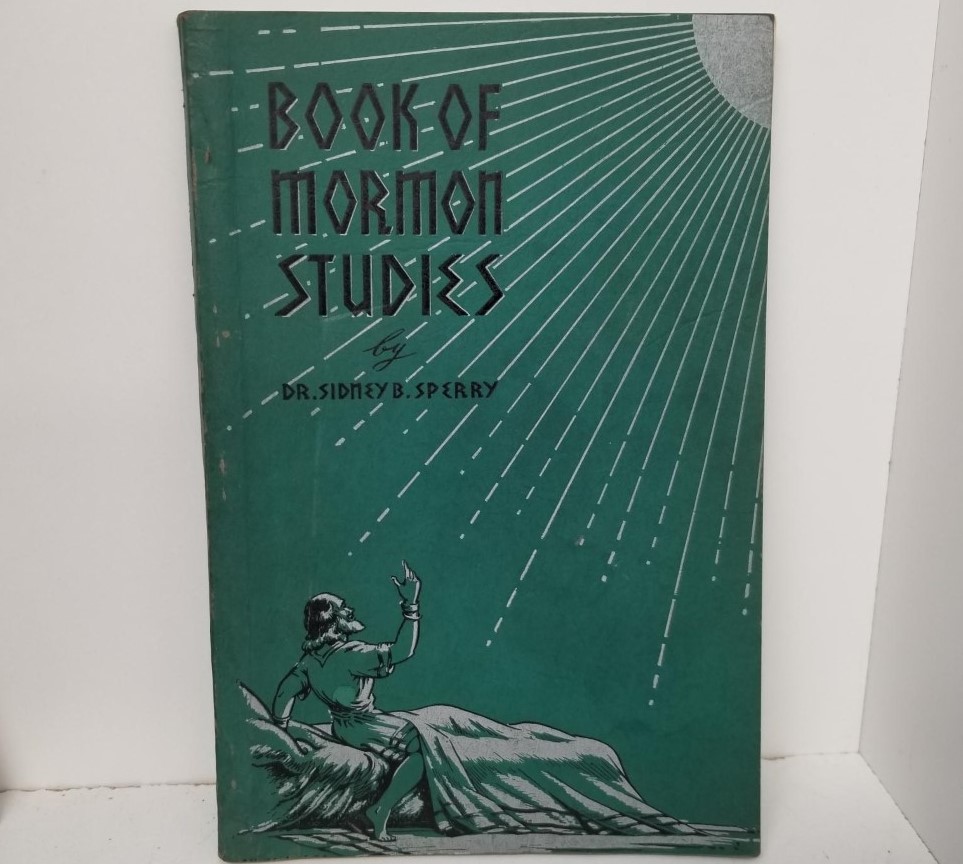 BOOK OF
MORMON
STUDIES
by
DR. SIDNEY B. SPERRY